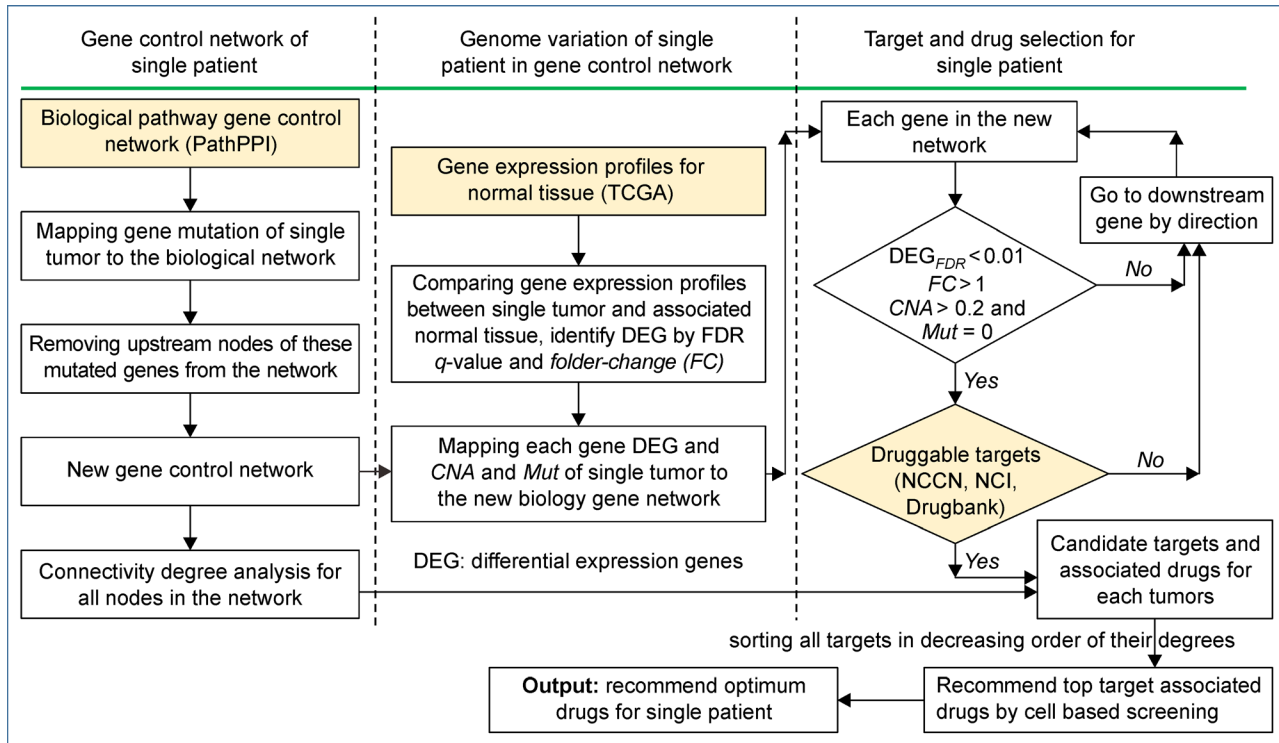 Gene control network of
single patient
Genome variation of single
patient in gene control network
Target and drug selection for
single patient
Biological pathway gene control
network (PathPPI)
Mapping gene mutation of single
tumor to the biological network
Removing upstream nodes of these
mutated genes from the network
New gene control network
Connectivity degree analysis for
all nodes in the network
Gene expression profiles for
normal tissue (TCGA)
Comparing gene expression profiles
between single tumor and associated
normal tissue, identify DEG by FDR
q-value and folder-change (FC)
Mapping each gene DEG and
CNA and Mut of single tumor to
the new biology gene network
DEG: differential expression genes
Each gene in the new
network
Go to downstream
gene by direction
DEG_FDR < 0.01
FC > 1
CNA > 0.2 and
Mut = 0
No
Yes
Druggable targets
(NCCN, NCI,
Drugbank)
No
Yes
Candidate targets and
associated drugs for
each tumors
sorting all targets in decreasing order of their degrees
Recommend top target associated
drugs by cell based screening
Output: recommend optimum
drugs for single patient